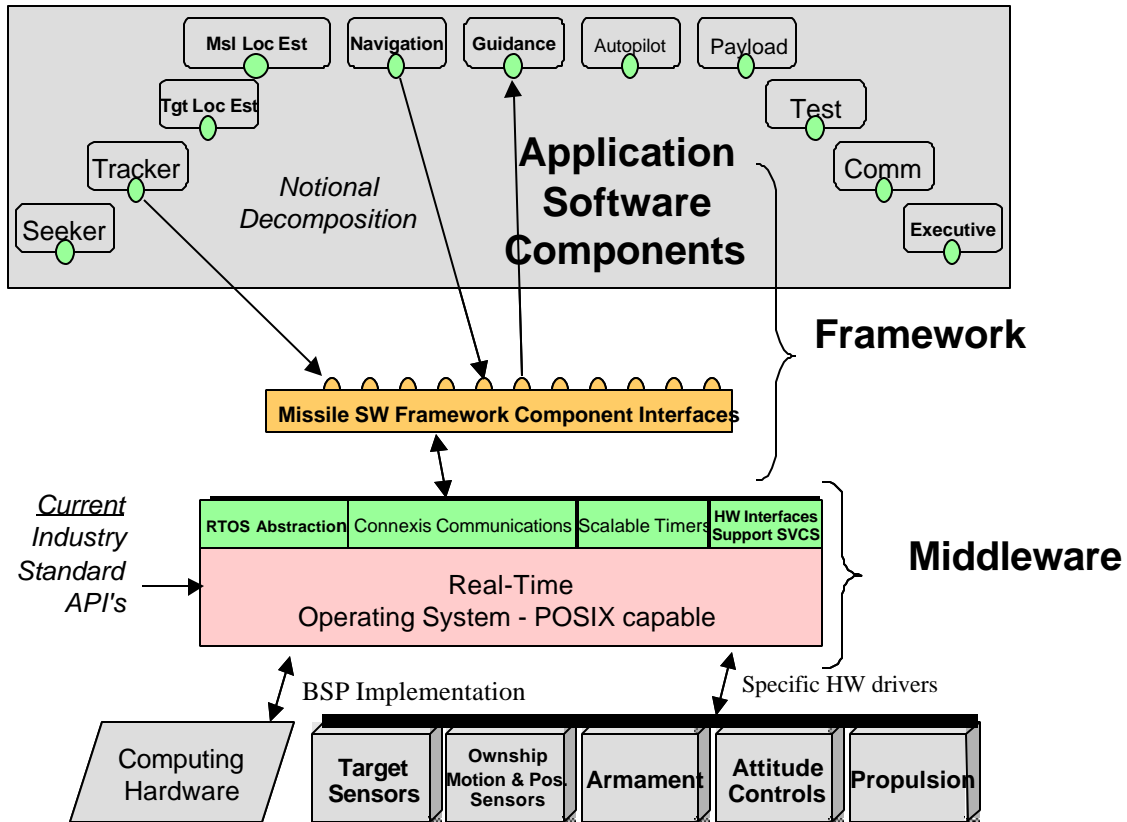 Msl Loc Est
Navigation
Guidance
Autopilot
Payload
Tgt Loc Est
Test
Tracker
Comm
Seeker
Executive
Notional
Decomposition
Application
Software
Components
Framework
Missile SW Framework Component Interfaces
Current
Industry
Standard
API's
RTOS Abstraction
Connexis Communications
Scalable Timers
HW Interfaces
Support SVCS
Real-Time
Operating System - POSIX capable
Middleware
BSP Implementation
Specific HW drivers
Computing
Hardware
Target
Sensors
Ownship
Motion & Pos.
Sensors
Armament
Attitude
Controls
Propulsion